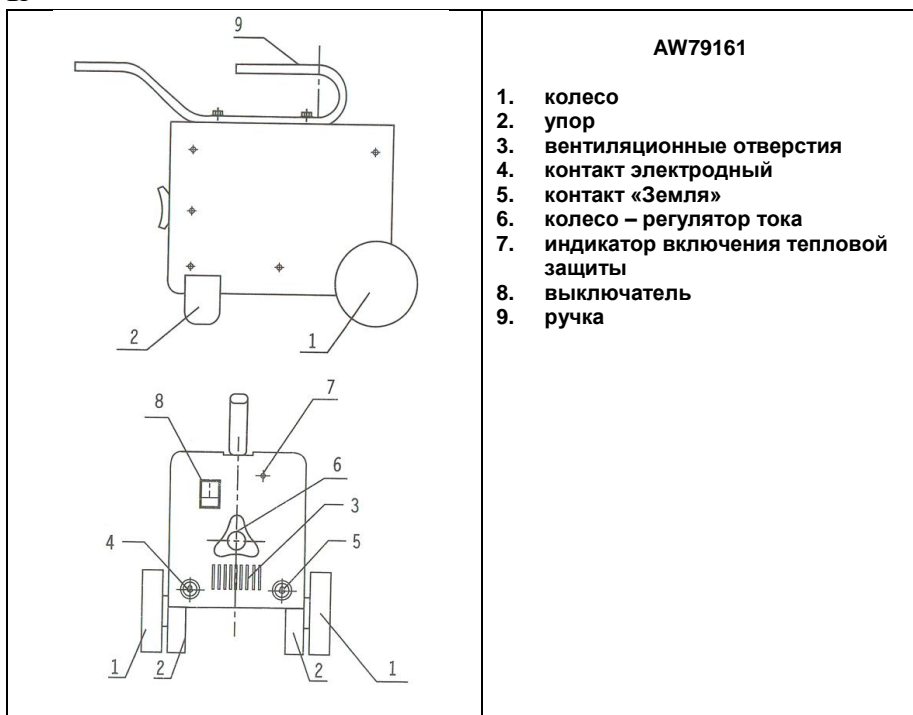 9
2
1
8
7
6
3
4
5
1
2
2
1
AW79161
1. колесо
2. упор
3. вентиляционные отверстия
4. контакт электродный
5. контакт «Земля»
6. колесо – регулятор тока
7. индикатор включения тепловой
защиты
8. выключатель
9. ручка